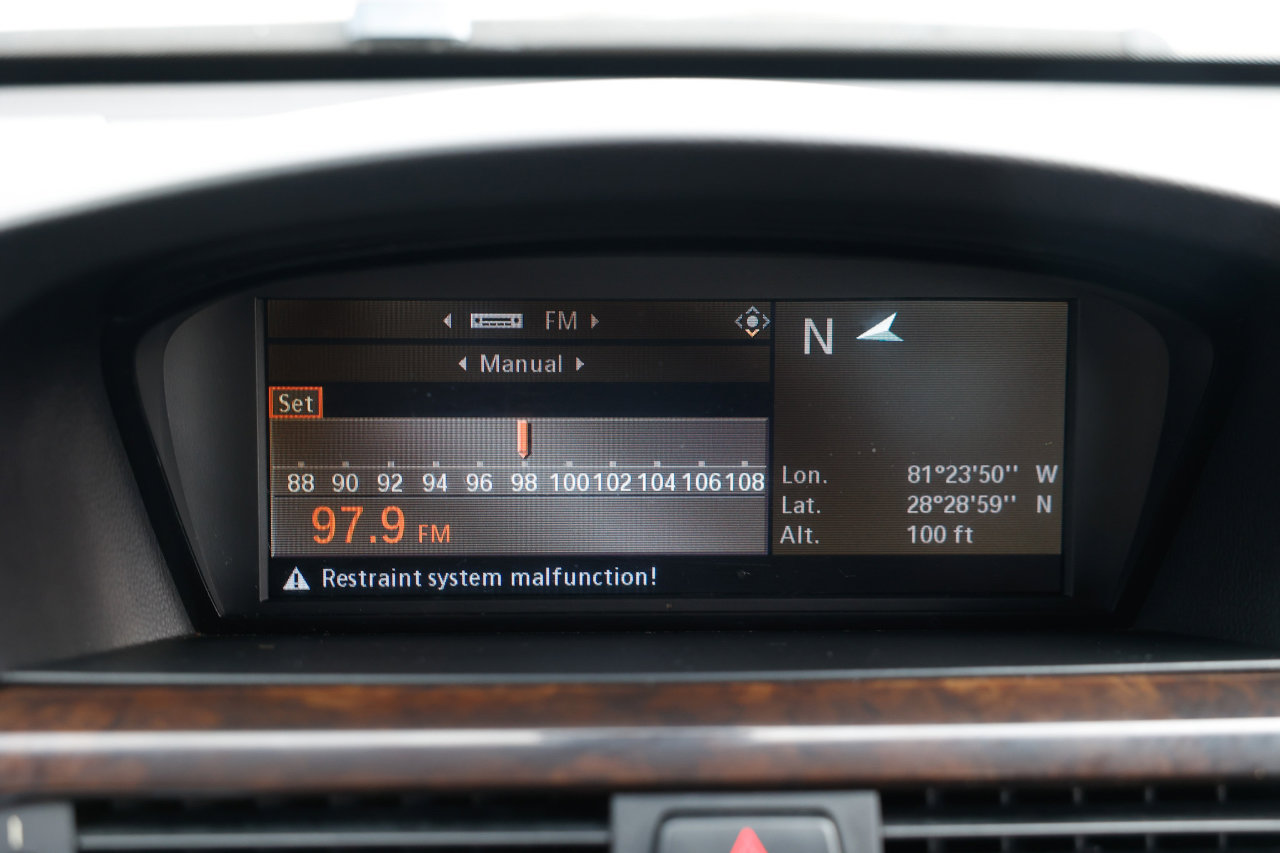 FM
Manual
Set
88 90 92 94 96 98 100 102 104 106 108
97.9 FM
Restraint system malfunction!
N
Lon. 81°23'50'' W
Lat. 28°28'59'' N
Alt. 100 ft